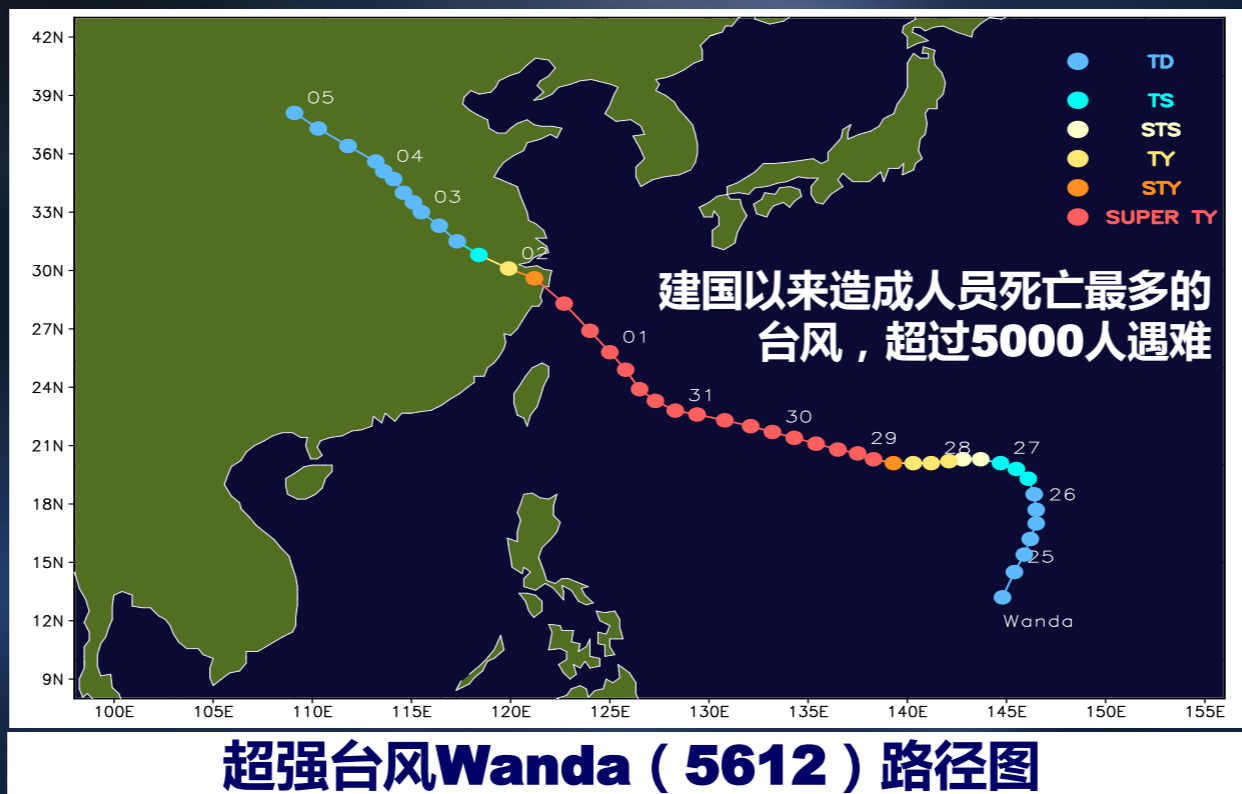 42N
39N
36N
33N
30N
27N
24N
21N
18N
15N
12N
9N
100E 105E 110E 115E 120E 125E 130E 135E 140E 145E 150E 155E
TD
TS
STS
TY
STY
SUPER TY
05
04
03
02
01
31
30
29
28
27
26
25
Wanda
建国以来造成人员死亡最多的
台风，超过5000人遇难
超强台风Wanda（5612）路径图